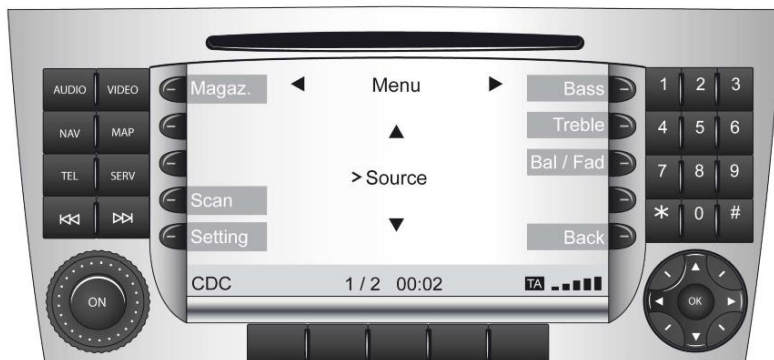 AUDIO VIDEO
NAV MAP
TEL SERV
ON
Magaz.
Scan
Setting
Menu
> Source
Bass
Treble
Bal / Fad
Back
CDC 1 / 2 00:02 TA
1 2 3
4 5 6
7 8 9
* 0 #
OK